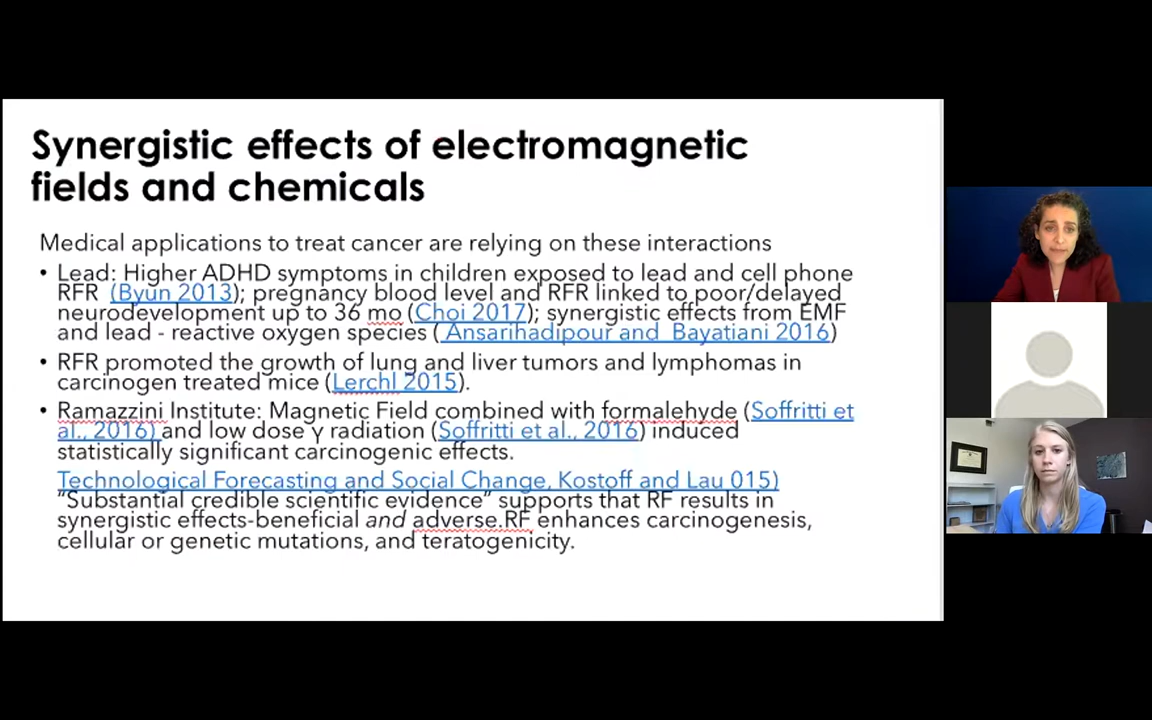 Synergistic effects of electromagnetic
fields and chemicals
Medical applications to treat cancer are relying on these interactions
• Lead: Higher ADHD symptoms in children exposed to lead and cell phone
RFR (Byun 2013); pregnancy blood level and RFR linked to poor/delayed
neurodevelopment up to 36 mo (Choi 2017); synergistic effects from EMF
and lead - reactive oxygen species ( Ansarihadipour and Bayatiani 2016)
• RFR promoted the growth of lung and liver tumors and lymphomas in
carcinogen treated mice (Lerchl 2015).
• Ramazzini Institute: Magnetic Field combined with formalehyde (Soffritti et
al., 2016) and low dose γ radiation (Soffritti et al., 2016) induced
statistically significant carcinogenic effects.
Technological Forecasting and Social Change, Kostoff and Lau 015)
“Substantial credible scientific evidence” supports that RF results in
synergistic effects-beneficial and adverse.RF enhances carcinogenesis,
cellular or genetic mutations, and teratogenicity.